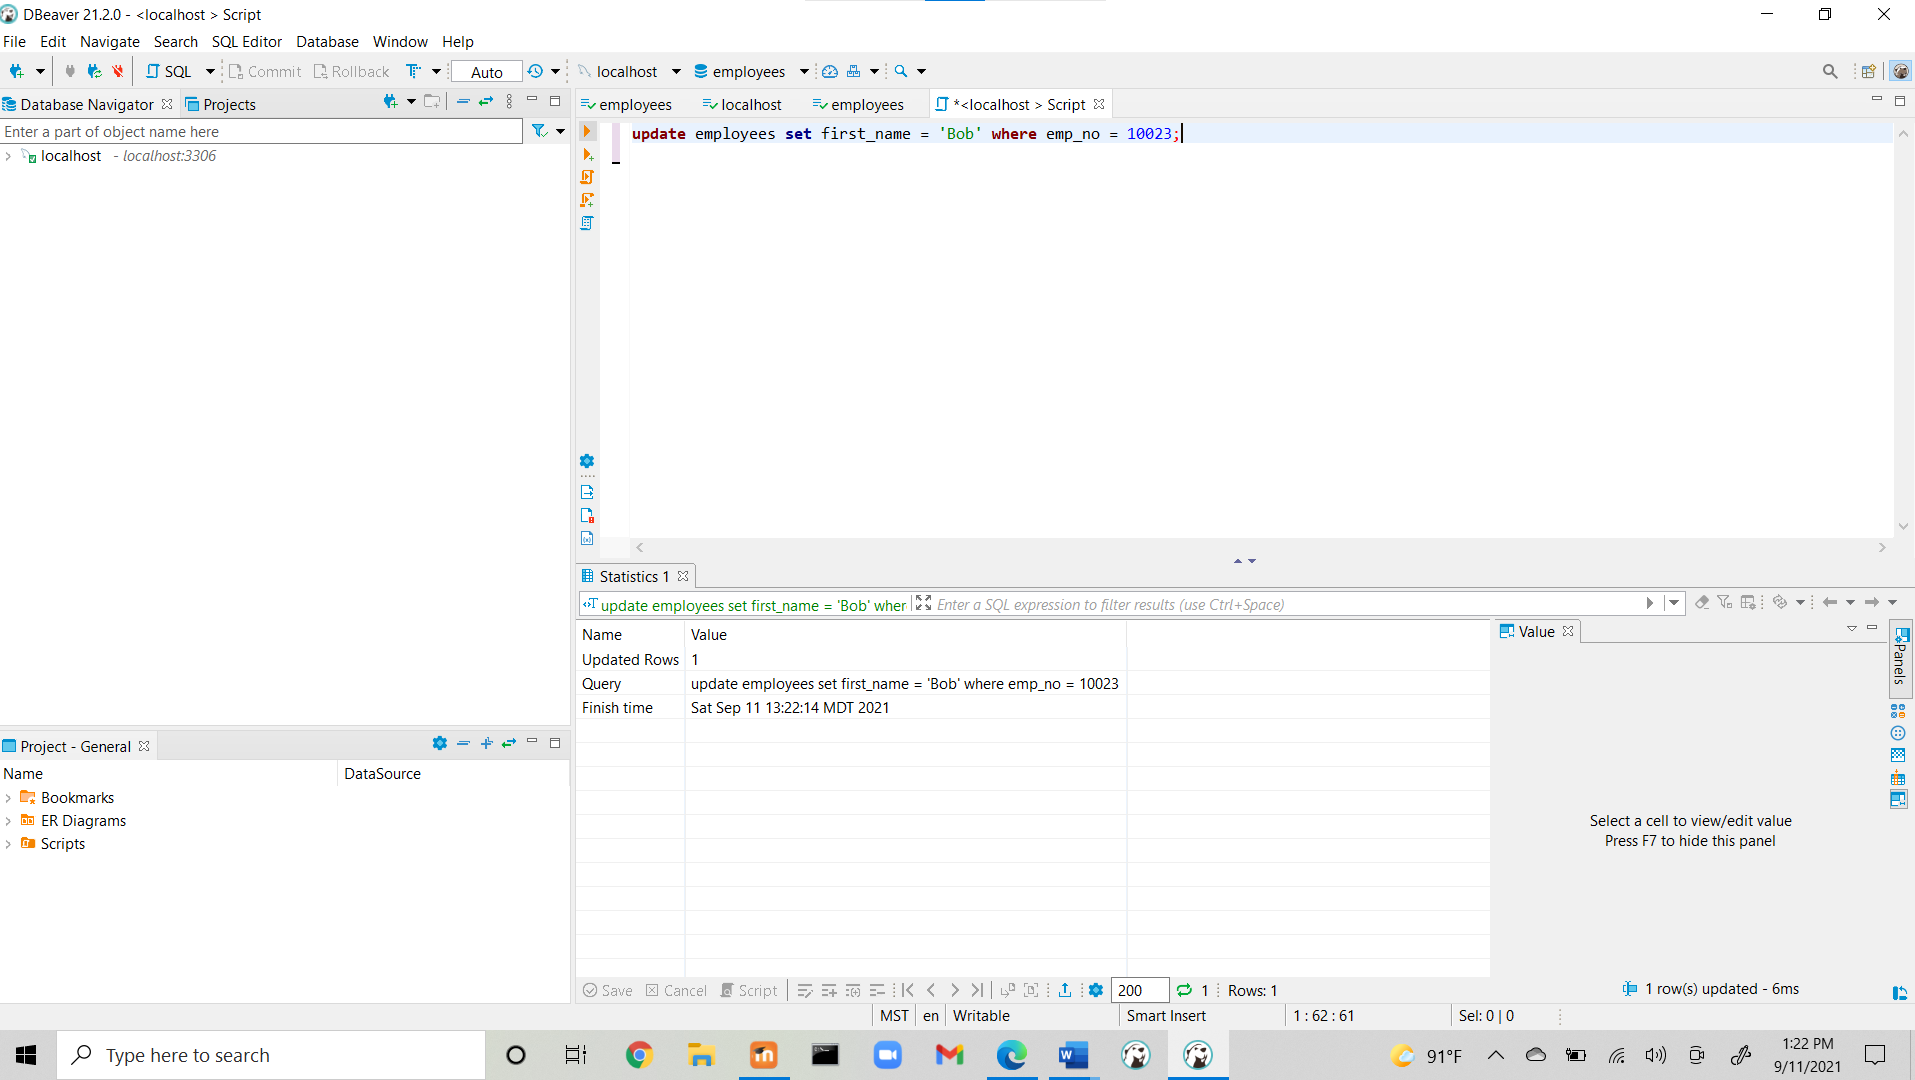 DBeaver 21.2.0 - <localhost > Script
File Edit Navigate Search SQL Editor Database Window Help
SQL Commit Rollback Auto localhost employees
Database Navigator Projects
employees localhost employees *<localhost > Script
Enter a part of object name here
localhost - localhost:3306
update employees set first_name = 'Bob' where emp_no = 10023;
Statistics 1
update employees set first_name = 'Bob' wher Enter a SQL expression to filter results (use Ctrl+Space)
Name Value
Updated Rows 1
Query update employees set first_name = 'Bob' where emp_no = 10023
Finish time Sat Sep 11 13:22:14 MDT 2021
Value
Panels
Select a cell to view/edit value
Press F7 to hide this panel
Project - General
Name DataSource
Bookmarks
ER Diagrams
Scripts
Save Cancel Script 200 1 Rows: 1
1 row(s) updated - 6ms
MST en Writable Smart Insert 1 : 62 : 61 Sel: 0 | 0
Type here to search
91°F
1:22 PM
9/11/2021